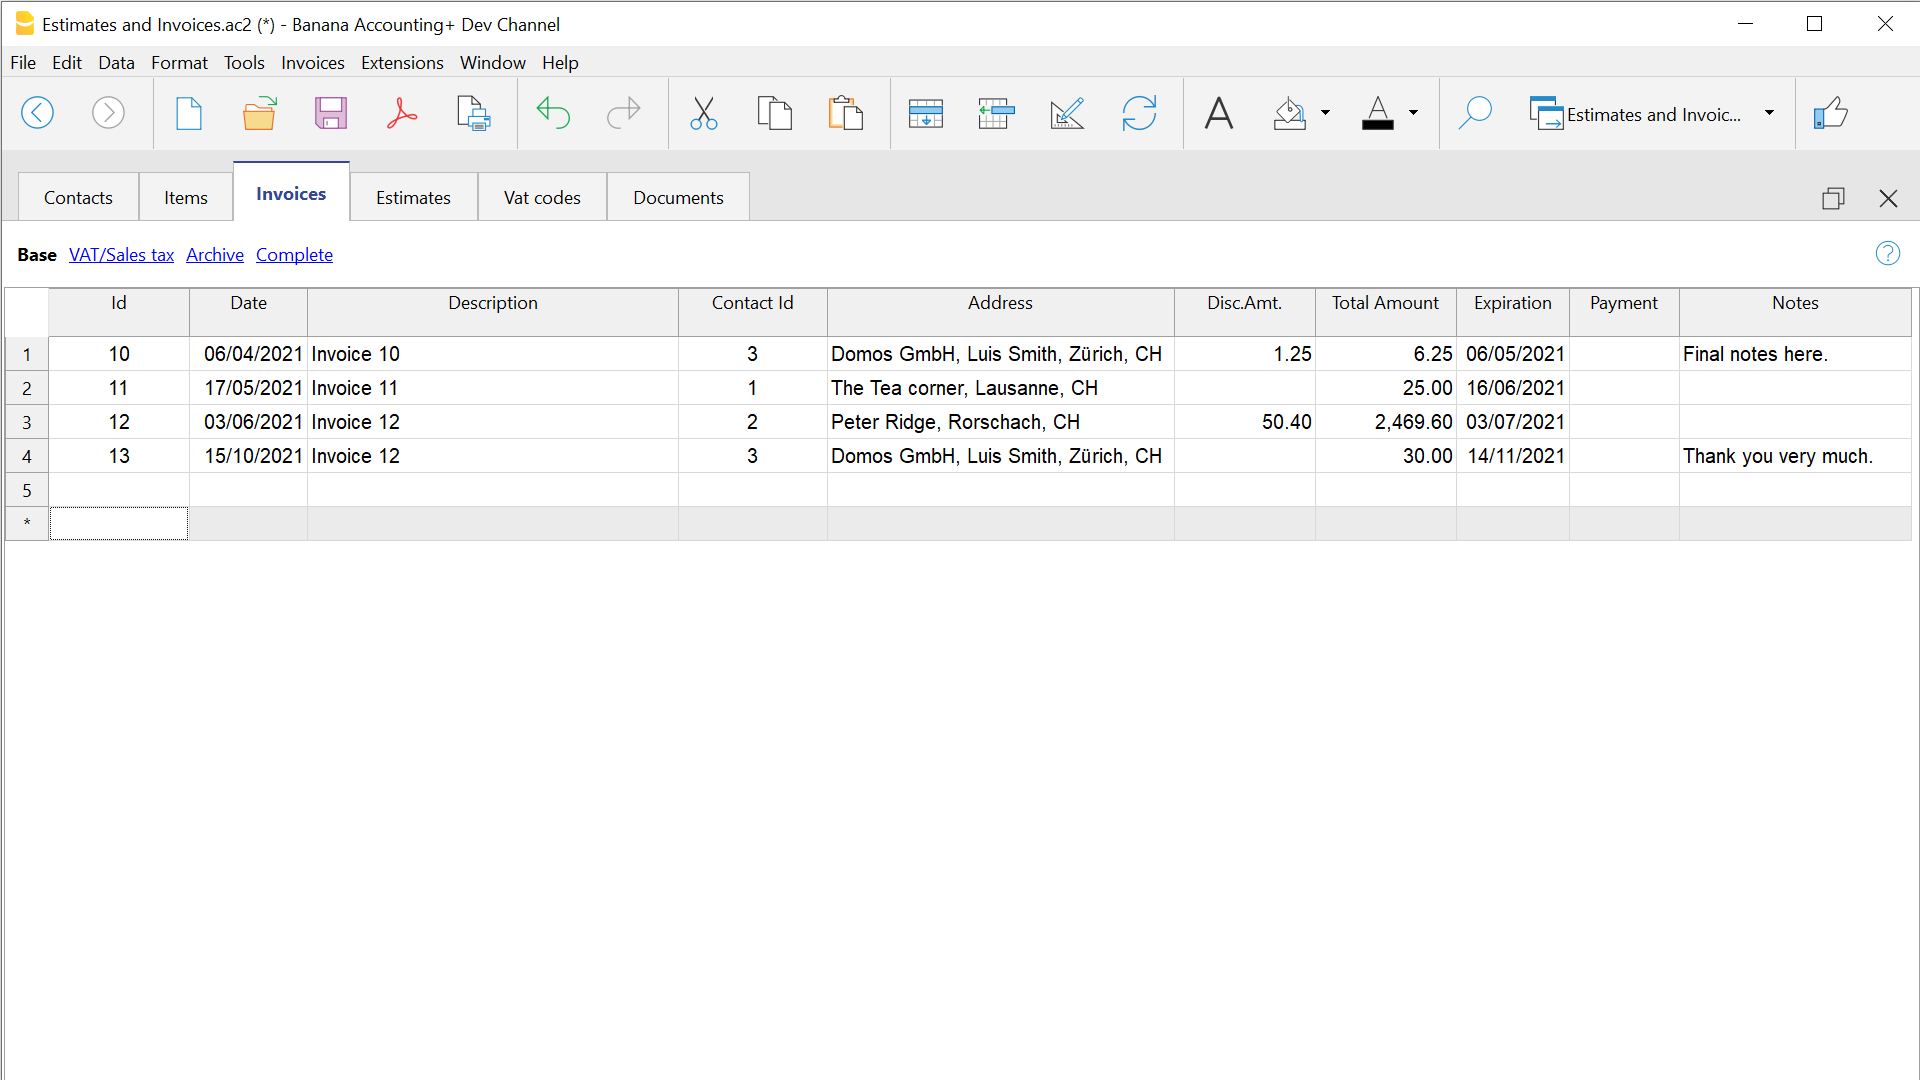 Estimates and Invoices.ac2 (*) - Banana Accounting+ Dev Channel
File Edit Data Format Tools Invoices Extensions Window Help
A A Estimates and Invoic...
Contacts Items Invoices Estimates Vat codes Documents
Base VAT/Sales tax Archive Complete ?
Id Date Description Contact Id Address Disc.Amt. Total Amount Expiration Payment Notes
1 10 06/04/2021 Invoice 10 3 Domos GmbH, Luis Smith, Zürich, CH 1.25 6.25 06/05/2021 Final notes here.
2 11 17/05/2021 Invoice 11 1 The Tea corner, Lausanne, CH 25.00 16/06/2021
3 12 03/06/2021 Invoice 12 2 Peter Ridge, Rorschach, CH 50.40 2,469.60 03/07/2021
4 13 15/10/2021 Invoice 12 3 Domos GmbH, Luis Smith, Zürich, CH 30.00 14/11/2021 Thank you very much.
5
*